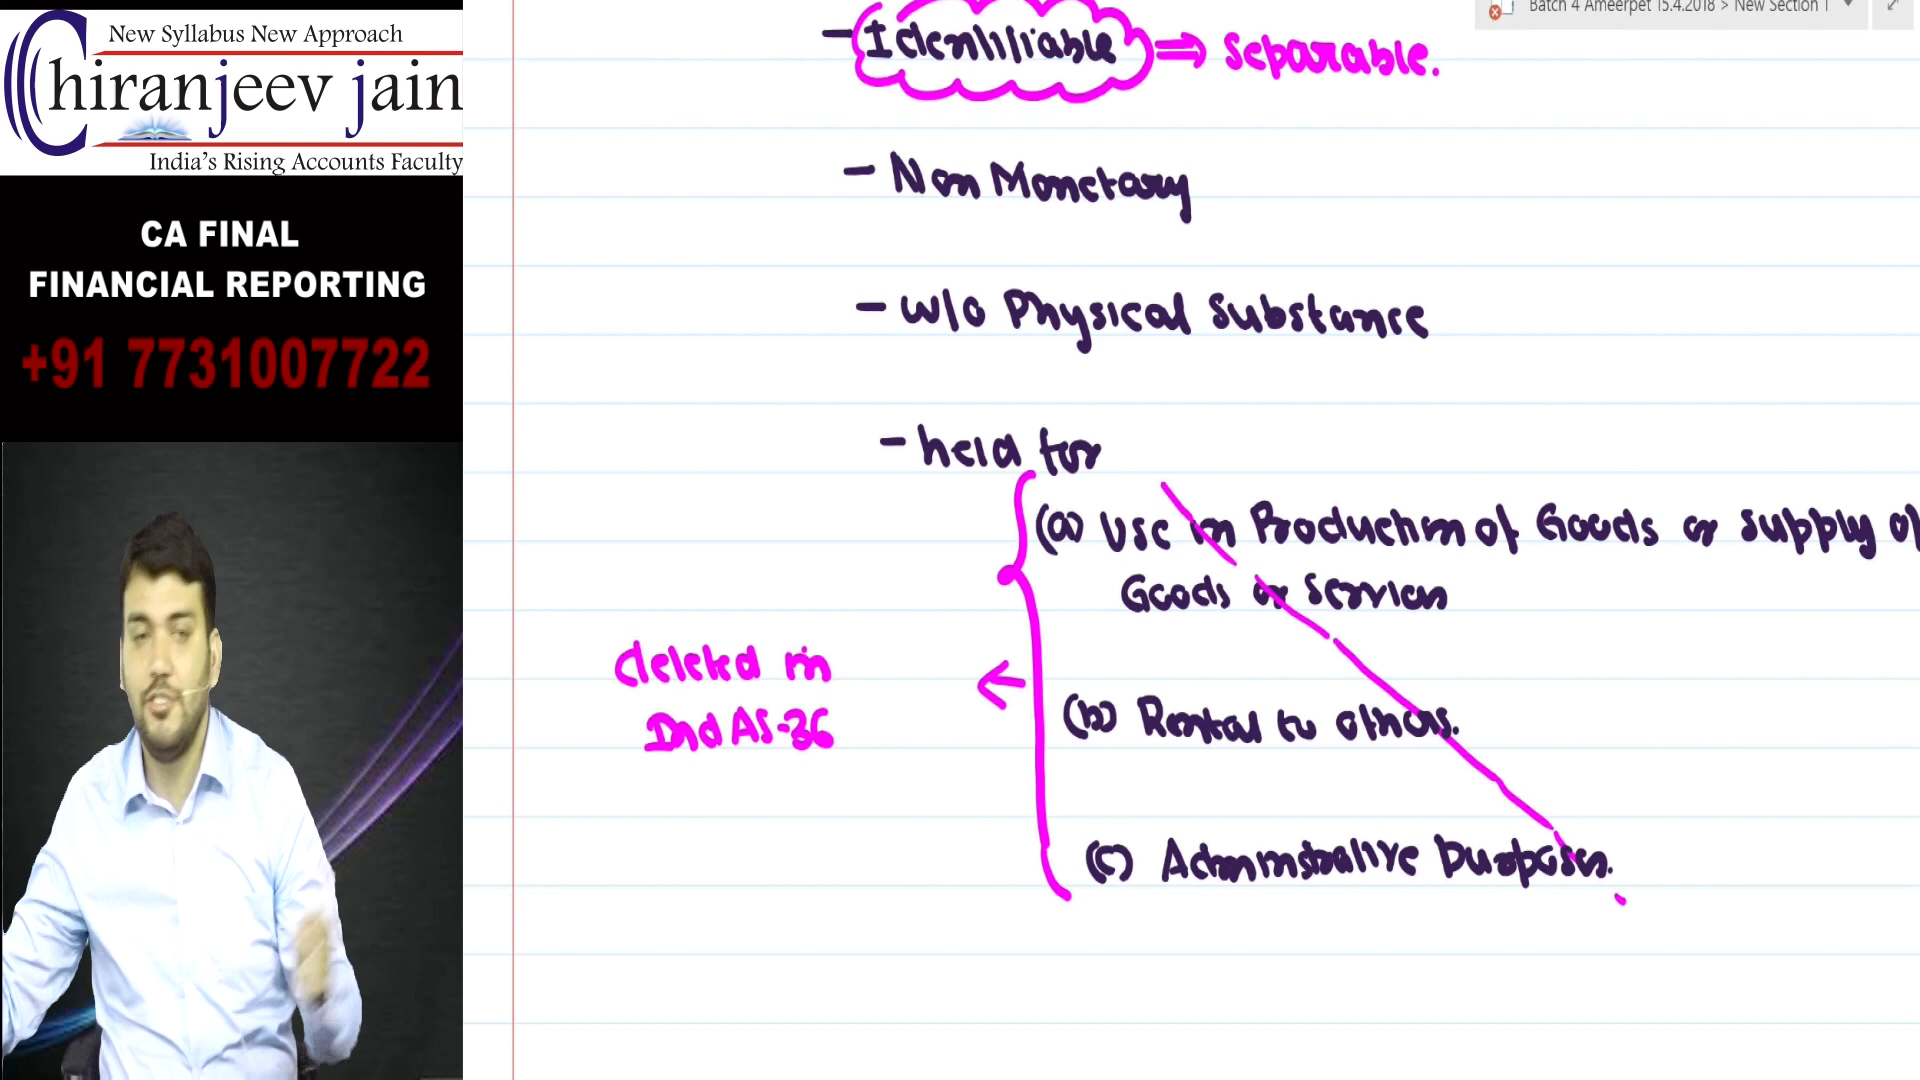 New Syllabus New Approach
Chiranjeev jain
India's Rising Accounts Faculty
CA FINAL
FINANCIAL REPORTING
+91 7731007722
Batch 4 Ameerpet 15.4.2018 > New Section 1
- Identifiable ⇒ Separable.
- Non Monetary
- w/o Physical Substance
- held for
(a) Use in Production of Goods or Supply of
Goods or Services
(b) Rental to others.
(c) Administrative Purposes.
← deleted in
Ind AS-36